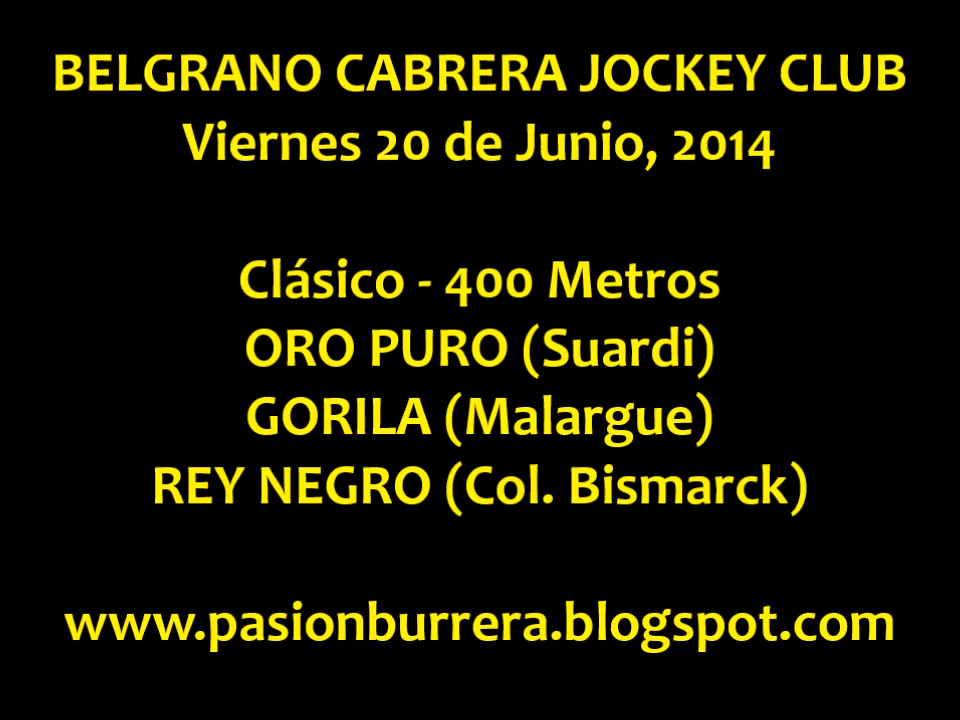 BELGRANO CABRERA JOCKEY CLUB
Viernes 20 de Junio, 2014
Clásico - 400 Metros
ORO PURO (Suardi)
GORILA (Malargue)
REY NEGRO (Col. Bismarck)
www.pasionburrera.blogspot.com